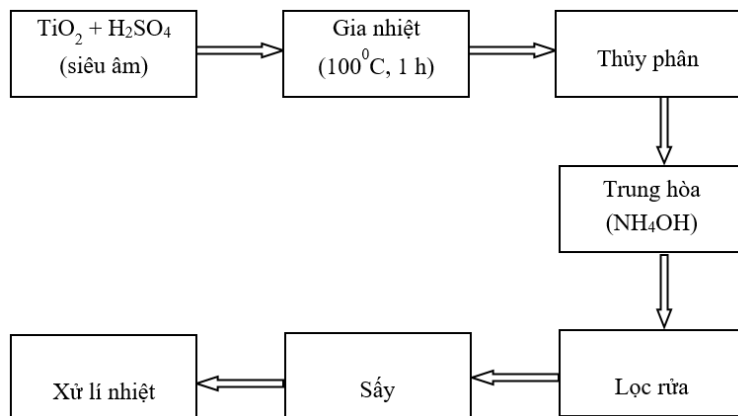 TiO₂ + H₂SO₄
(siêu âm)
Gia nhiệt
(100⁰C, 1 h)
Thủy phân
Trung hòa
(NH₄OH)
Lọc rửa
Sấy
Xử lí nhiệt